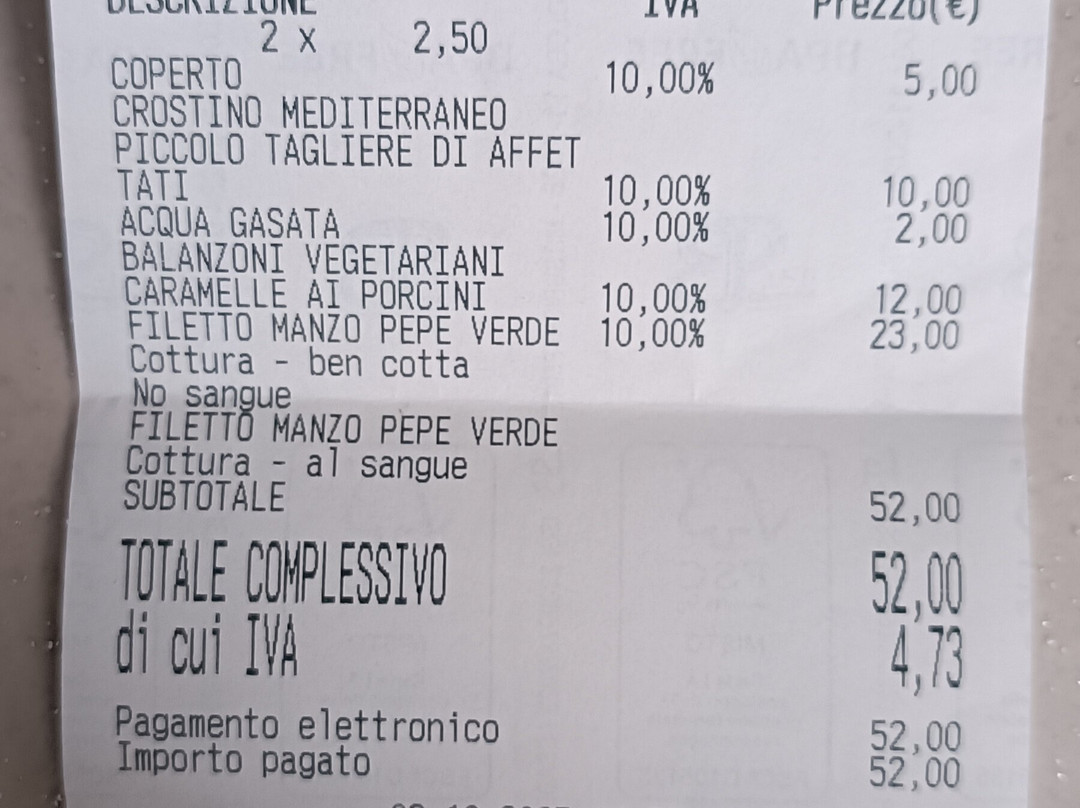 DESCRIZIONE IVA Prezzo(€)
2 x 2,50
COPERTO 10,00% 5,00
CROSTINO MEDITERRANEO
PICCOLO TAGLIERE DI AFFET
TATI 10,00% 10,00
ACQUA GASATA 10,00% 2,00
BALANZONI VEGETARIANI
CARAMELLE AI PORCINI 10,00% 12,00
FILETTO MANZO PEPE VERDE 10,00% 23,00
Cottura - ben cotta
No sangue
FILETTO MANZO PEPE VERDE
Cottura - al sangue
SUBTOTALE 52,00
TOTALE COMPLESSIVO 52,00
di cui IVA 4,73
Pagamento elettronico 52,00
Importo pagato 52,00